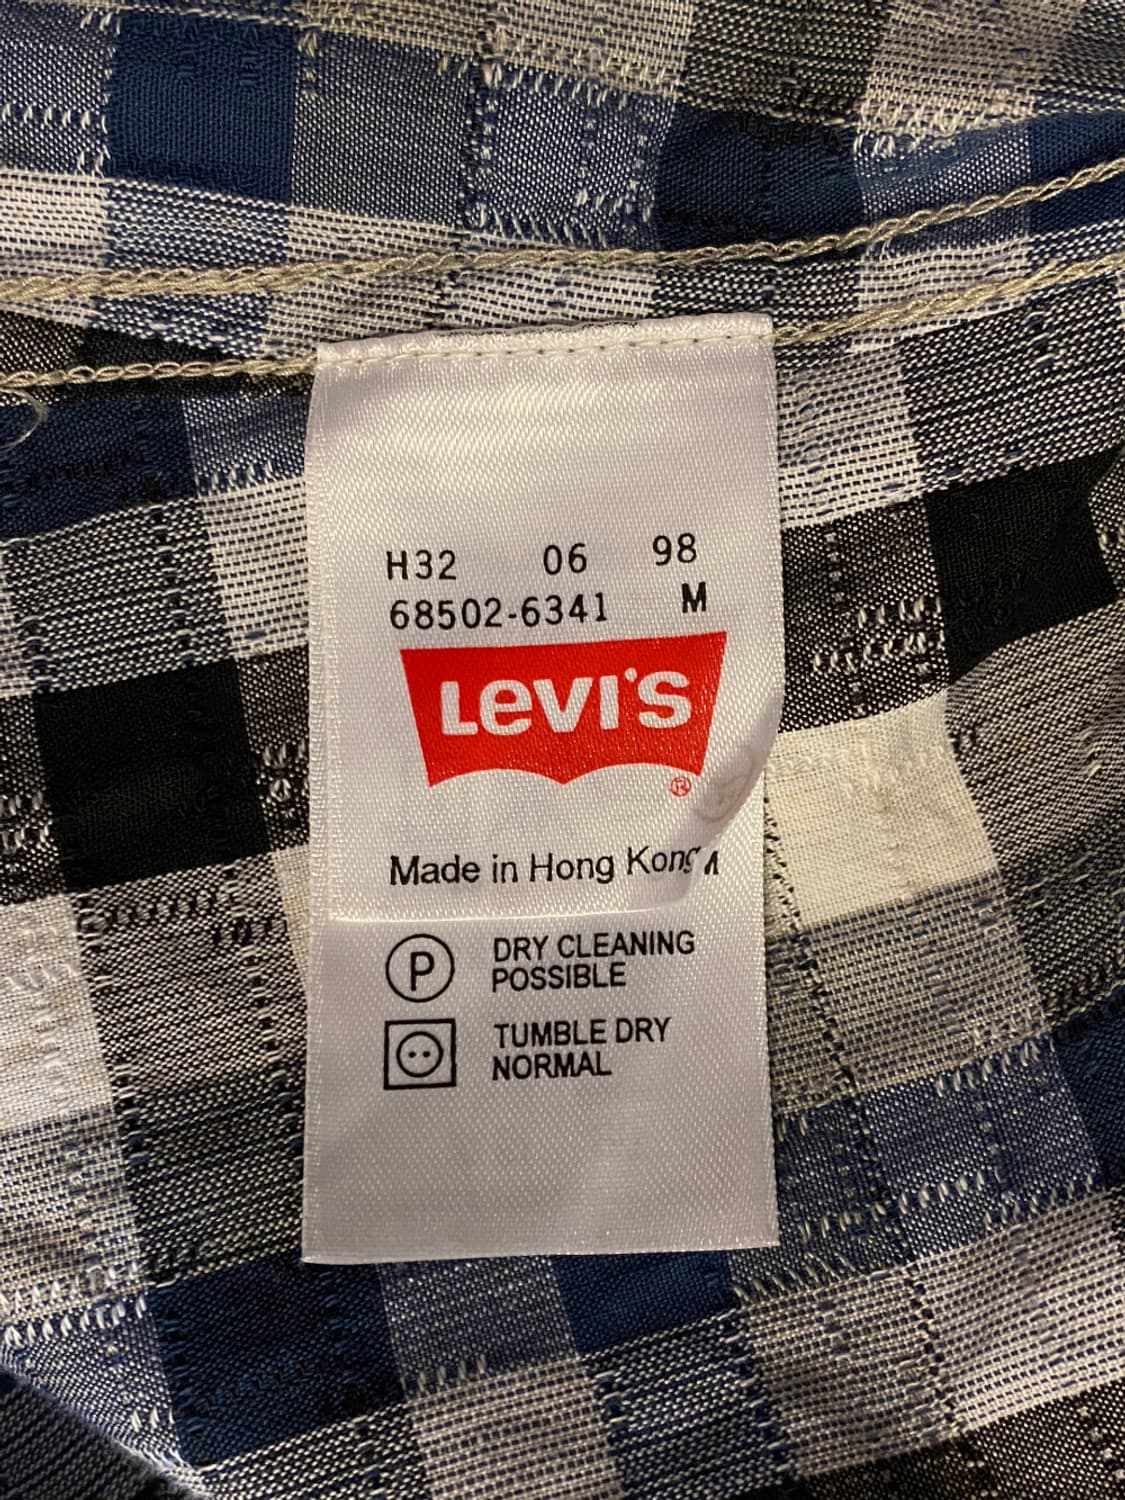 H32 06 98
68502-6341 M
LEVI'S
®
Made in Hong Kong
P DRY CLEANING
POSSIBLE
TUMBLE DRY
NORMAL